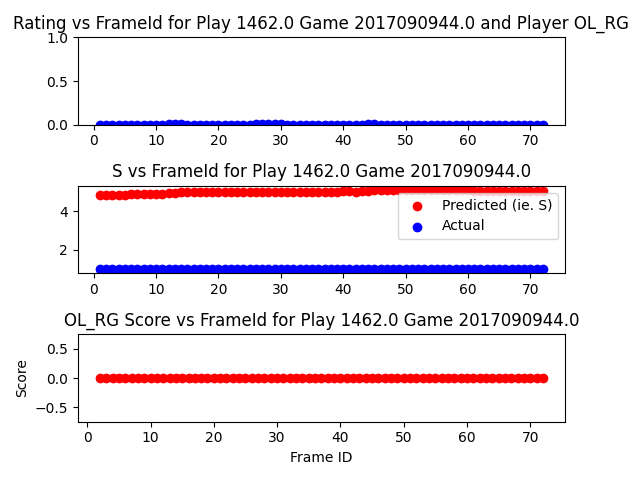 Rating vs FrameId for Play 1462.0 Game 2017090944.0 and Player OL_RG
1.0
0.5
0.0
0 10 20 30 40 50 60 70
S vs FrameId for Play 1462.0 Game 2017090944.0
4
2
Predicted (ie. S)
Actual
0 10 20 30 40 50 60 70
OL_RG Score vs FrameId for Play 1462.0 Game 2017090944.0
Score
0.5
0.0
−0.5
0 10 20 30 40 50 60 70
Frame ID